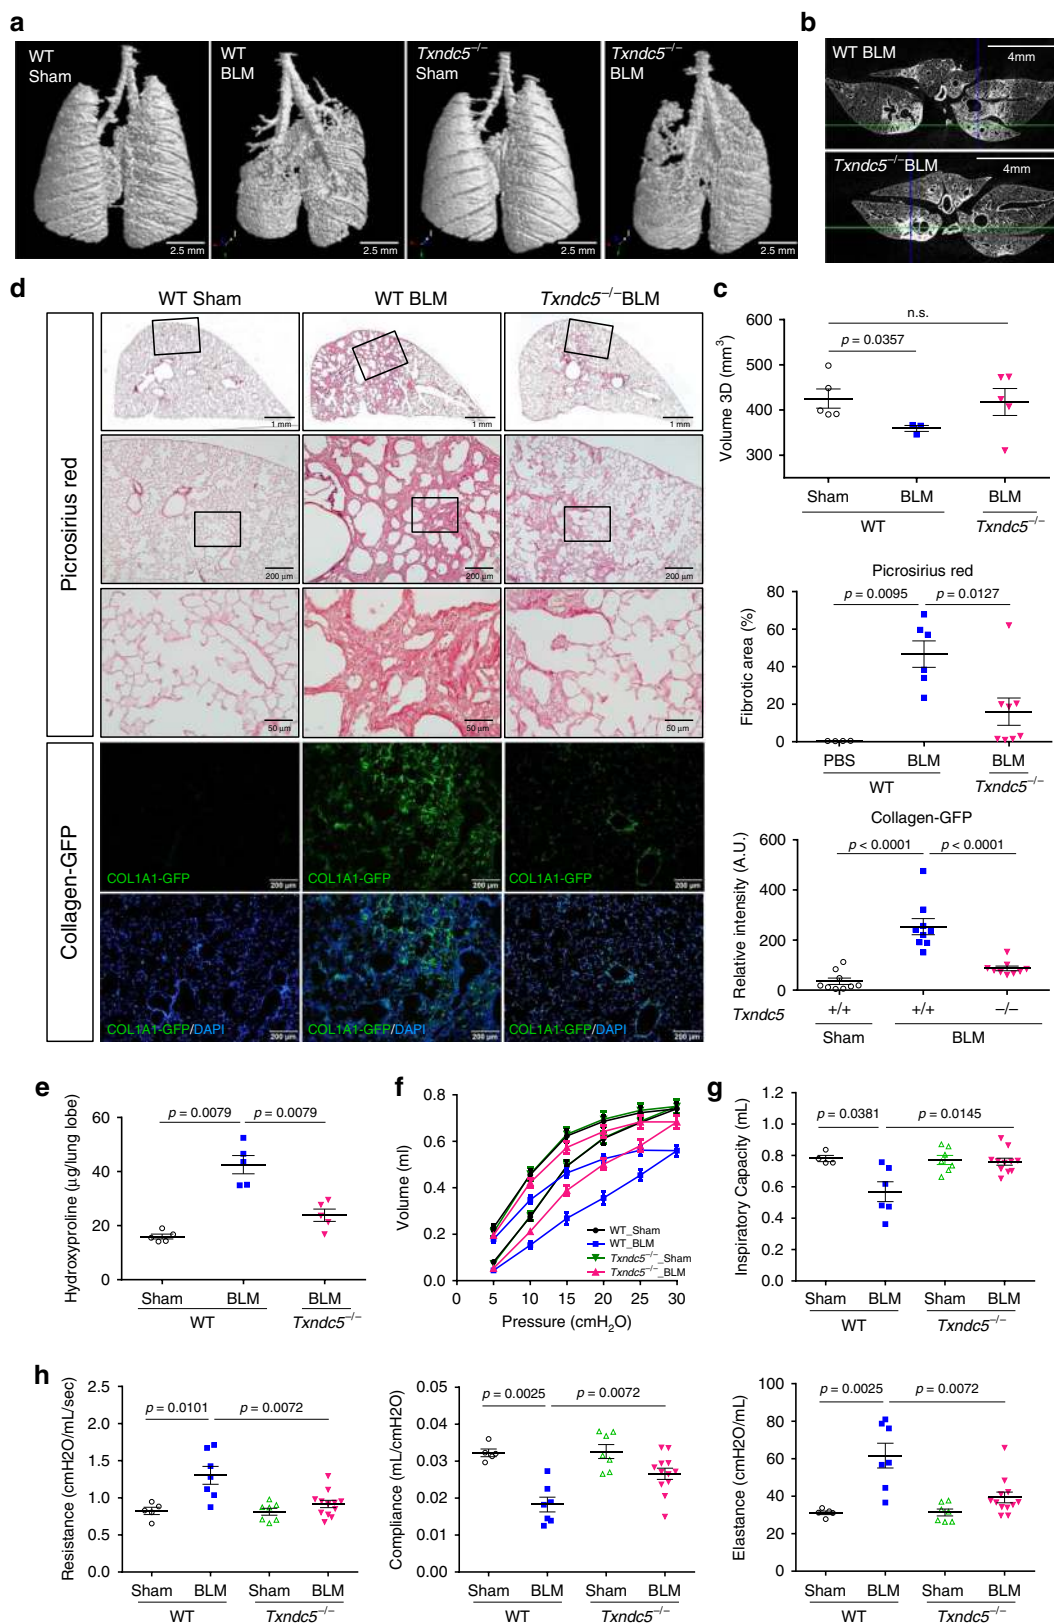 a
WT
Sham
2.5 mm
WT
BLM
2.5 mm
Txndc5−/−
Sham
2.5 mm
Txndc5−/−
BLM
2.5 mm
b
WT BLM
4mm
Txndc5−/−BLM
4mm
d
WT Sham
WT BLM
Txndc5−/−BLM
Picrosirius red
1 mm
1 mm
1 mm
200 µm
200 µm
200 µm
50 µm
50 µm
50 µm
Collagen-GFP
COL1A1-GFP
200 µm
COL1A1-GFP
200 µm
COL1A1-GFP
200 µm
COL1A1-GFP/DAPI
200 µm
COL1A1-GFP/DAPI
200 µm
COL1A1-GFP/DAPI
200 µm
c
n.s.
p = 0.0357
Volume 3D (mm3)
600
500
400
300
Sham
BLM
BLM
WT
Txndc5−/−
Picrosirius red
p = 0.0095
p = 0.0127
Fibrotic area (%)
80
60
40
20
0
PBS
BLM
BLM
WT
Txndc5−/−
Collagen-GFP
p < 0.0001
p < 0.0001
Relative intensity (A.U.)
600
400
200
0
Txndc5
+/+
+/+
−/−
Sham
BLM
e
p = 0.0079
p = 0.0079
Hydroxyproline (µg/lung lobe)
60
40
20
0
Sham
BLM
BLM
WT
Txndc5−/−
f
Volume (ml)
0.8
0.6
0.4
0.2
0.0
WT_Sham
WT_BLM
Txndc5−/−_Sham
Txndc5−/−_BLM
0
5
10
15
20
25
30
Pressure (cmH2O)
g
p = 0.0381
p = 0.0145
Inspiratory Capacity (mL)
1.2
1.0
0.8
0.6
0.4
0.2
0.0
Sham
BLM
Sham
BLM
WT
Txndc5−/−
h
p = 0.0101
p = 0.0072
Resistance (cmH2O/mL/sec)
2.5
2.0
1.5
1.0
0.5
0.0
Sham
BLM
Sham
BLM
WT
Txndc5−/−
p = 0.0025
p = 0.0072
Compliance (mL/cmH2O)
0.05
0.04
0.03
0.02
0.01
0.00
Sham
BLM
Sham
BLM
WT
Txndc5−/−
p = 0.0025
p = 0.0072
Elastance (cmH2O/mL)
80
60
40
20
0
Sham
BLM
Sham
BLM
WT
Txndc5−/−